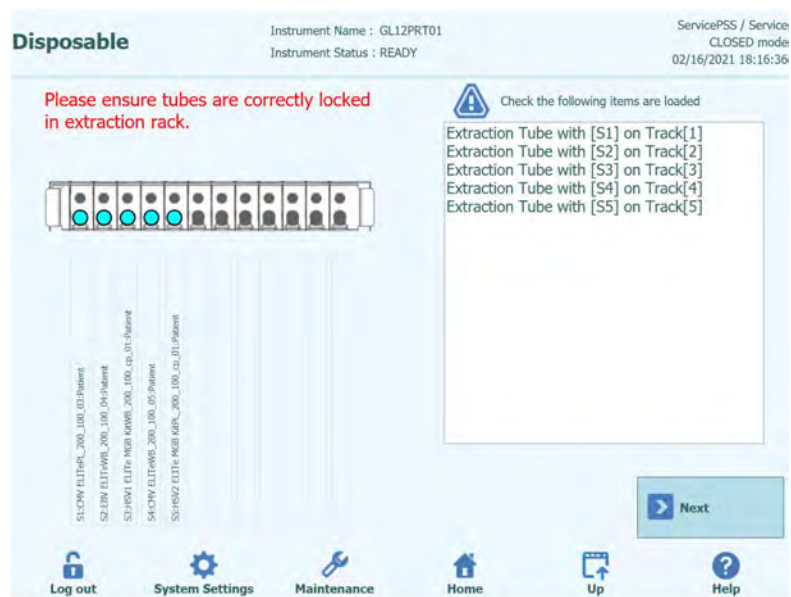 Disposable
Instrument Name : GL12PRT01
Instrument Status : READY
ServicePSS / Service
CLOSED mode
02/16/2021 18:16:36
Please ensure tubes are correctly locked
in extraction rack.
Check the following items are loaded
Extraction Tube with [S1] on Track[1]
Extraction Tube with [S2] on Track[2]
Extraction Tube with [S3] on Track[3]
Extraction Tube with [S4] on Track[4]
Extraction Tube with [S5] on Track[5]
S1:CMV ELITePL_200_100_03:Patient
S2:EBV ELITeWB_200_100_04:Patient
S3:HSV1 ELITe MGB KitWB_200_100_cp_01:Patient
S4:CMV ELITeWB_200_100_05:Patient
S5:HSV2 ELITe MGB KitPL_200_100_cp_01:Patient
Next
Log out
System Settings
Maintenance
Home
Up
Help